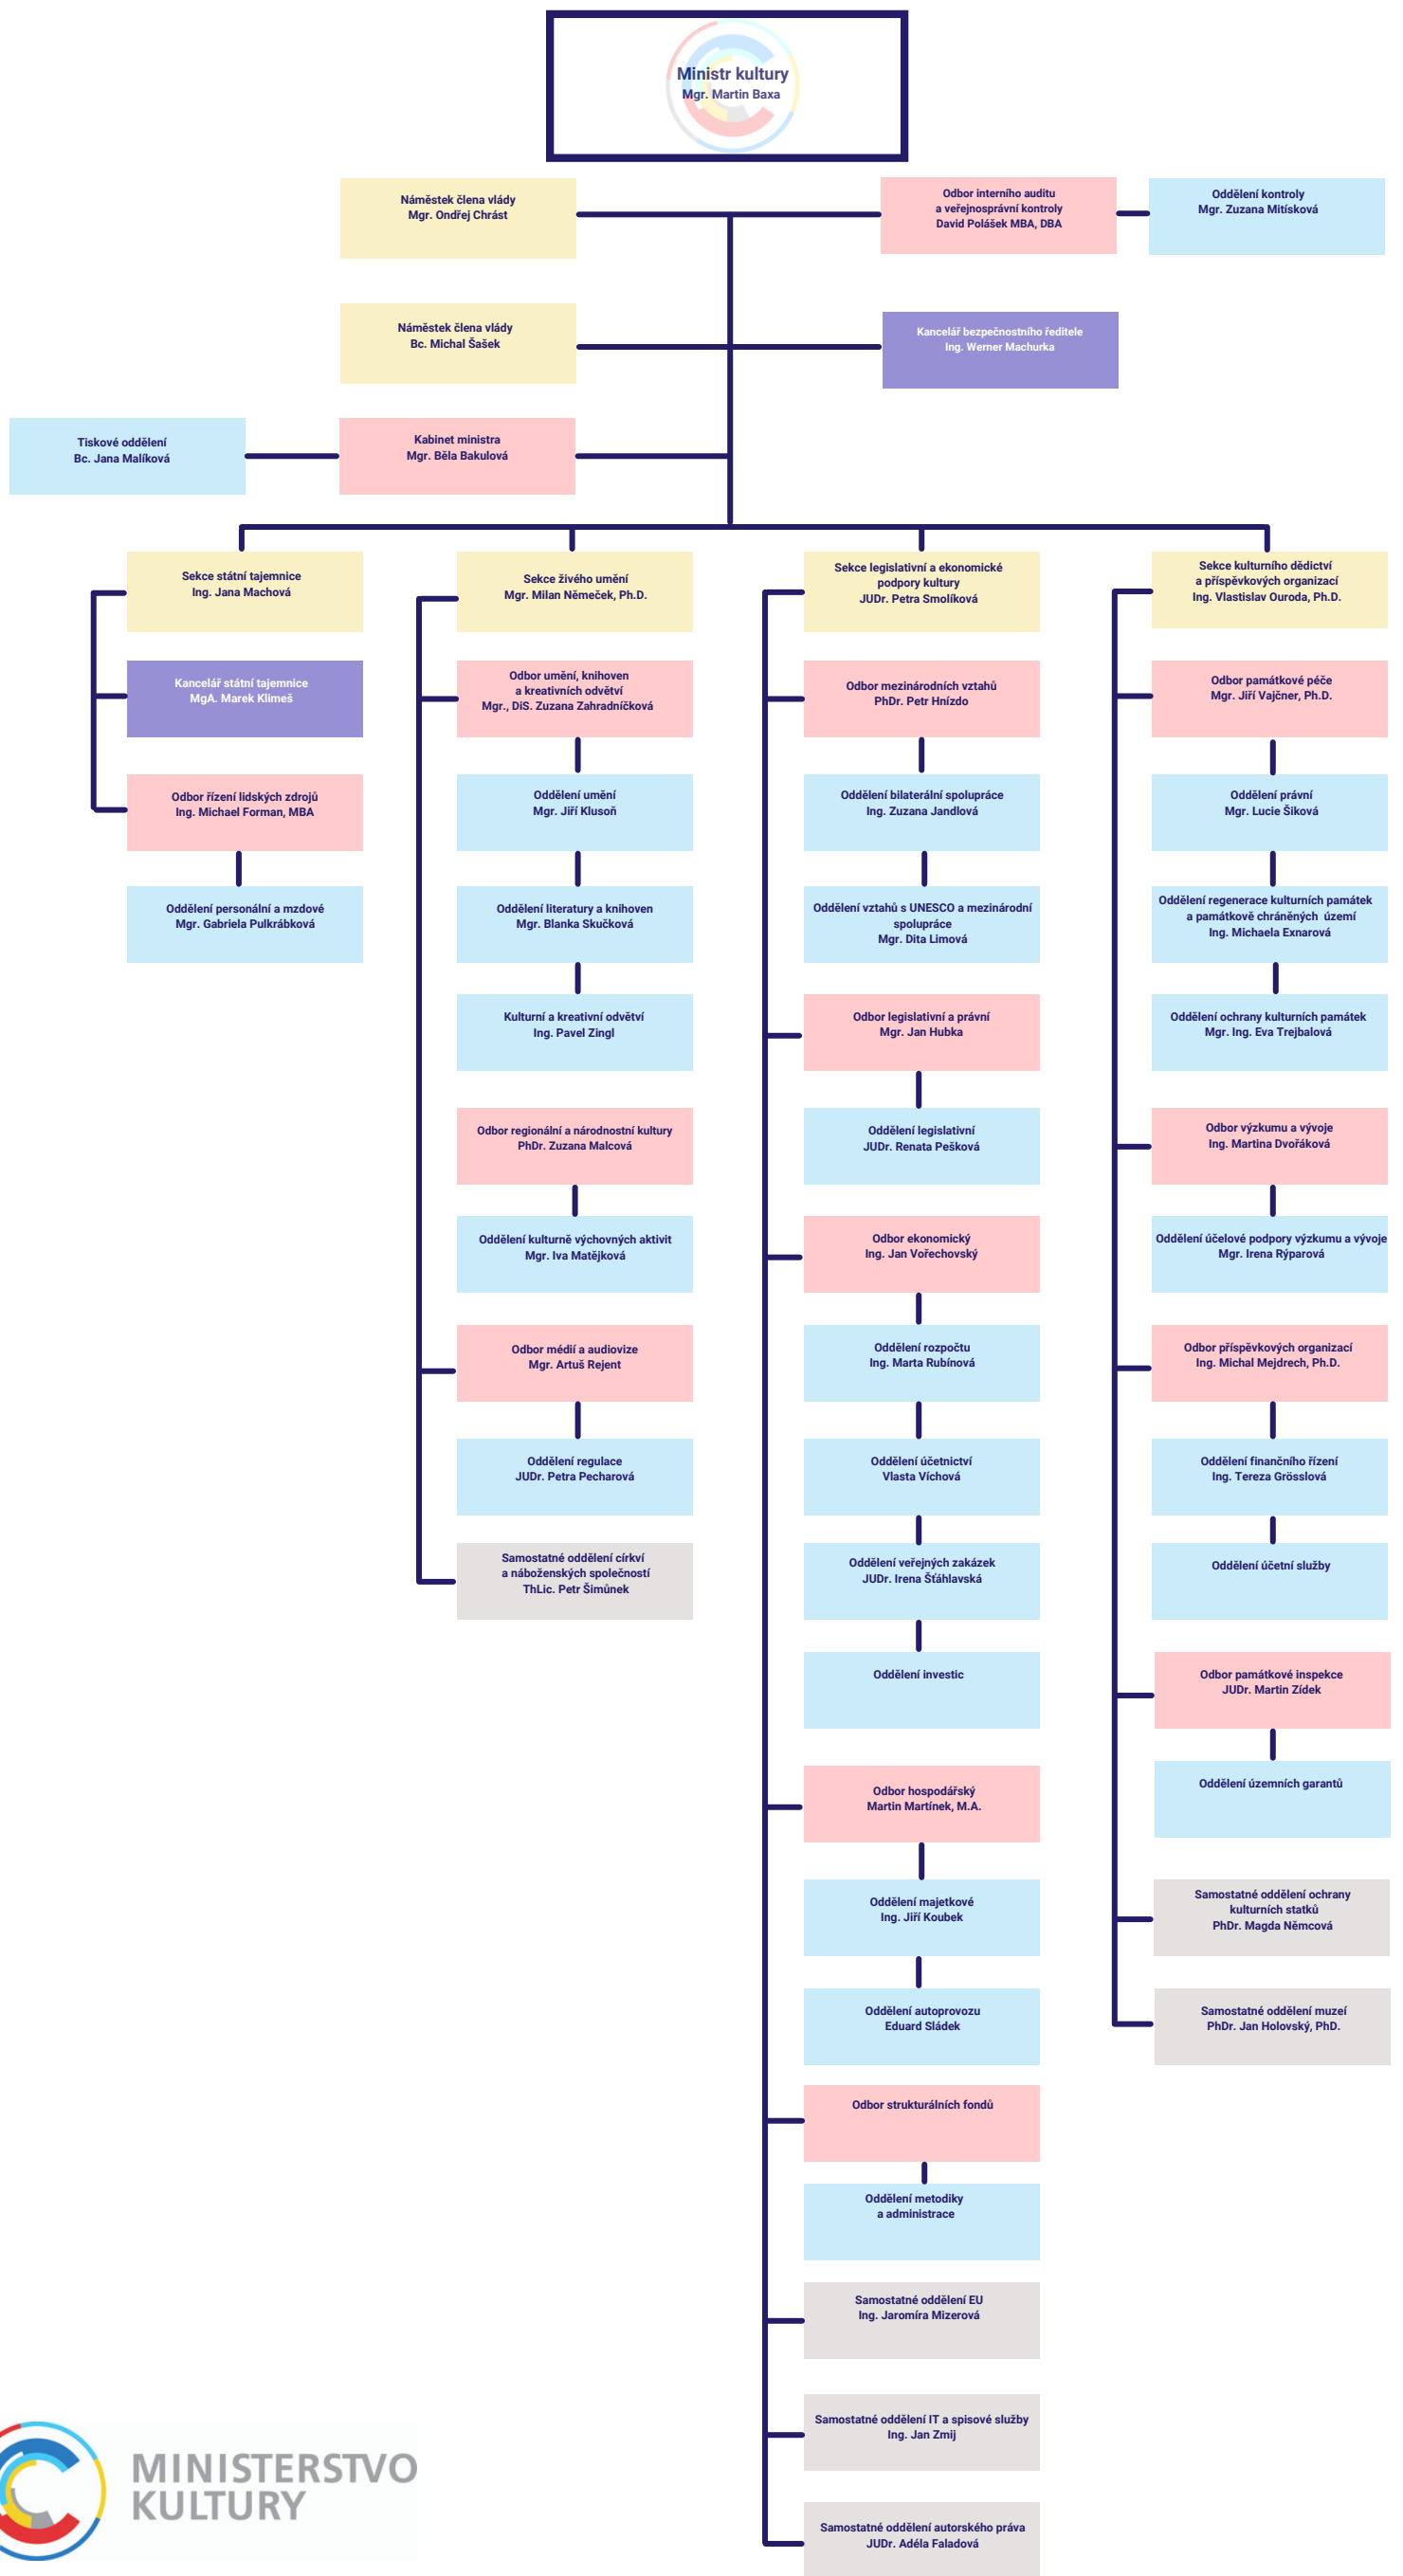 Ministr kultury
Mgr. Martin Baxa
Náměstek člena vlády
Mgr. Ondřej Chrást
Odbor interního auditu
a veřejnosprávní kontroly
David Polášek MBA, DBA
Oddělení kontroly
Mgr. Zuzana Mitísková
Náměstek člena vlády
Bc. Michal Šašek
Kancelář bezpečnostního ředitele
Ing. Werner Machurka
Tiskové oddělení
Bc. Jana Malíková
Kabinet ministra
Mgr. Běla Bakulová
Sekce státní tajemnice
Ing. Jana Machová
Kancelář státní tajemnice
MgA. Marek Klimeš
Odbor řízení lidských zdrojů
Ing. Michael Forman, MBA
Oddělení personální a mzdové
Mgr. Gabriela Pulkrábková
Sekce živého umění
Mgr. Milan Němeček, Ph.D.
Odbor umění, knihoven
a kreativních odvětví
Mgr., DiS. Zuzana Zahradníčková
Oddělení umění
Mgr. Jiří Klusoň
Oddělení literatury a knihoven
Mgr. Blanka Skučková
Kulturní a kreativní odvětví
Ing. Pavel Zingl
Odbor regionální a národnostní kultury
PhDr. Zuzana Malcová
Oddělení kulturně výchovných aktivit
Mgr. Iva Matějková
Odbor médií a audiovize
Mgr. Artuš Rejent
Oddělení regulace
JUDr. Petra Pecharová
Samostatné oddělení církví
a náboženských společností
ThLic. Petr Šimůnek
Sekce legislativní a ekonomické
podpory kultury
JUDr. Petra Smolíková
Odbor mezinárodních vztahů
PhDr. Petr Hnízdo
Oddělení bilaterální spolupráce
Ing. Zuzana Jandlová
Oddělení vztahů s UNESCO a mezinárodní
spolupráce
Mgr. Dita Limová
Odbor legislativní a právní
Mgr. Jan Hubka
Oddělení legislativní
JUDr. Renata Pešková
Odbor ekonomický
Ing. Jan Vořechovský
Oddělení rozpočtu
Ing. Marta Rubínová
Oddělení účetnictví
Vlasta Víchová
Oddělení veřejných zakázek
JUDr. Irena Šťáhlavská
Oddělení investic
Odbor hospodářský
Martin Martínek, M.A.
Oddělení majetkové
Ing. Jiří Koubek
Oddělení autoprovozu
Eduard Sládek
Odbor strukturálních fondů
Oddělení metodiky
a administrace
Samostatné oddělení EU
Ing. Jaromíra Mizerová
Samostatné oddělení IT a spisové služby
Ing. Jan Zmij
Samostatné oddělení autorského práva
JUDr. Adéla Faladová
Sekce kulturního dědictví
a příspěvkových organizací
Ing. Vlastislav Ouroda, Ph.D.
Odbor památkové péče
Mgr. Jiří Vajčner, Ph.D.
Oddělení právní
Mgr. Lucie Šiková
Oddělení regenerace kulturních památek
a památkově chráněných území
Ing. Michaela Exnarová
Oddělení ochrany kulturních památek
Mgr. Ing. Eva Trejbalová
Odbor výzkumu a vývoje
Ing. Martina Dvořáková
Oddělení účelové podpory výzkumu a vývoje
Mgr. Irena Rýparová
Odbor příspěvkových organizací
Ing. Michal Mejdrech, Ph.D.
Oddělení finančního řízení
Ing. Tereza Grösslová
Oddělení účetní služby
Odbor památkové inspekce
JUDr. Martin Zídek
Oddělení územních garantů
Samostatné oddělení ochrany
kulturních statků
PhDr. Magda Němcová
Samostatné oddělení muzeí
PhDr. Jan Holovský, PhD.
MINISTERSTVO
KULTURY